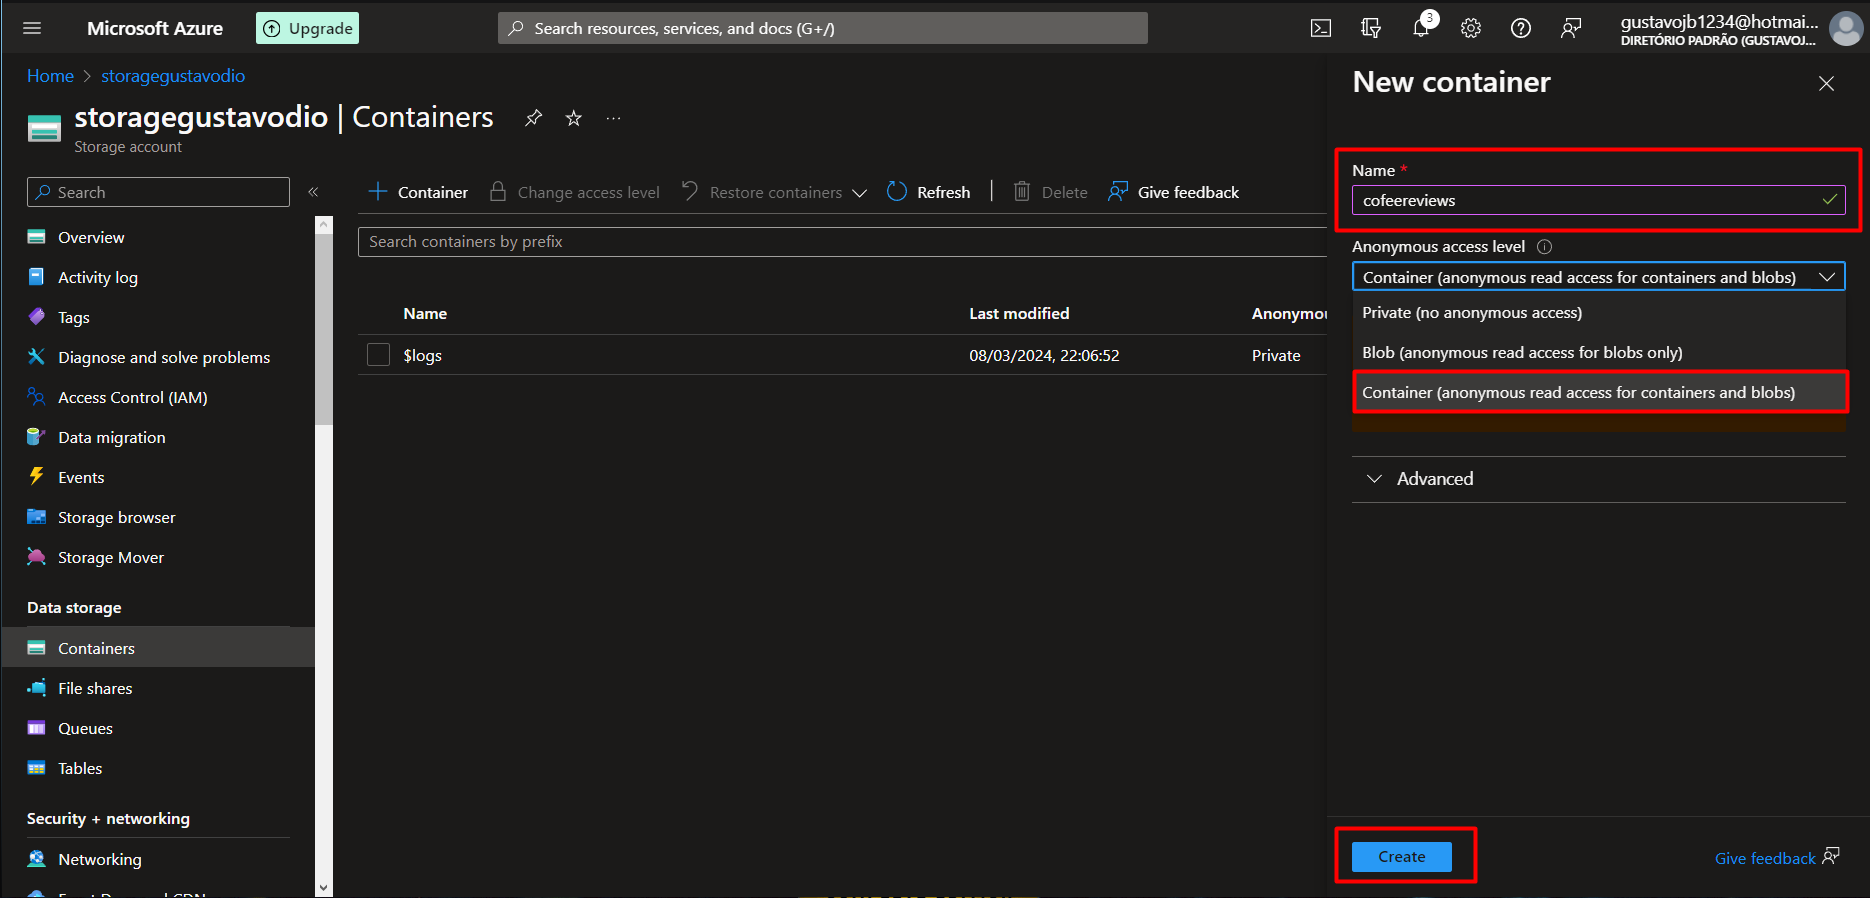 Microsoft Azure
Upgrade
Search resources, services, and docs (G+/)
3
gustavojb1234@hotmai...
DIRETÓRIO PADRÃO (GUSTAVOJ...
Home > storagegustavodio
storagegustavodio | Containers
...
Storage account
Search
«
Overview
Activity log
Tags
Diagnose and solve problems
Access Control (IAM)
Data migration
Events
Storage browser
Storage Mover
Data storage
Containers
File shares
Queues
Tables
Security + networking
Networking
Container
Change access level
Restore containers
Refresh
Delete
Give feedback
Search containers by prefix
Name Last modified Anonymou
$logs 08/03/2024, 22:06:52 Private
New container
Name *
cofeereviews
Anonymous access level
Container (anonymous read access for containers and blobs)
Private (no anonymous access)
Blob (anonymous read access for blobs only)
Container (anonymous read access for containers and blobs)
Advanced
Create
Give feedback